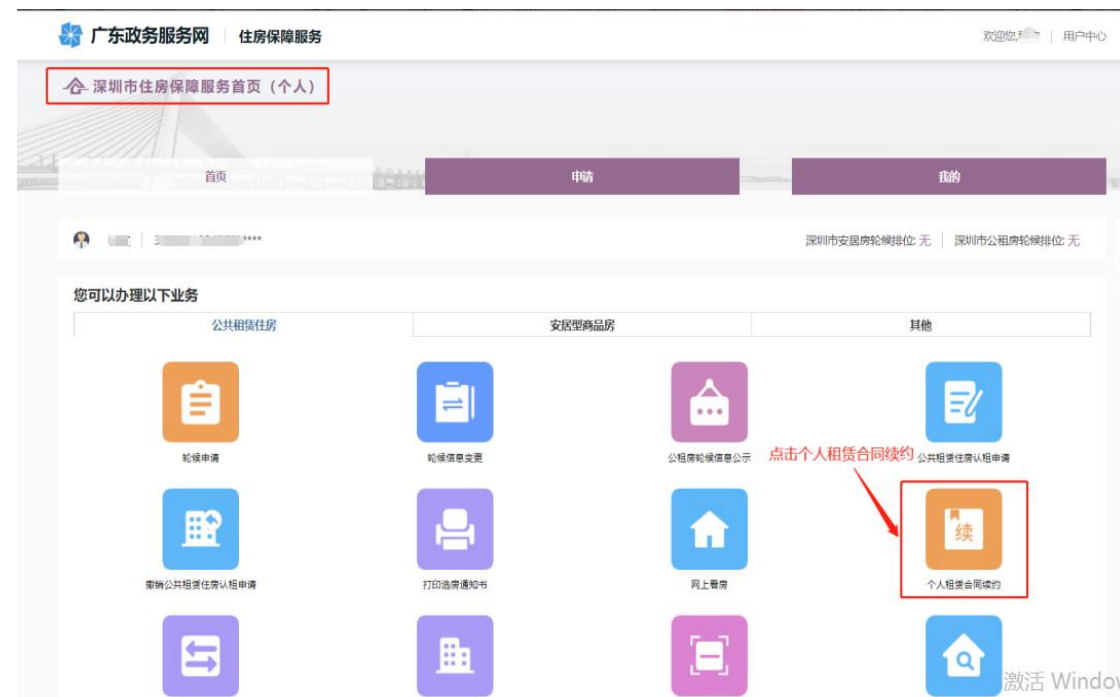 广东政务服务网 住房保障服务 欢迎您, 用户中心
深圳市住房保障服务首页（个人）
首页 申请 我的
深圳市安居房轮候排位: 无 深圳市公租房轮候排位: 无
您可以办理以下业务
公共租赁住房 安居型商品房 其他
轮候申请 轮候信息变更 公租房轮候信息公示 公共租赁住房认租申请
点击个人租赁合同续约
续
撤销公共租赁住房认租申请 打印选房通知书 网上看房 个人租赁合同续约
激活 Window